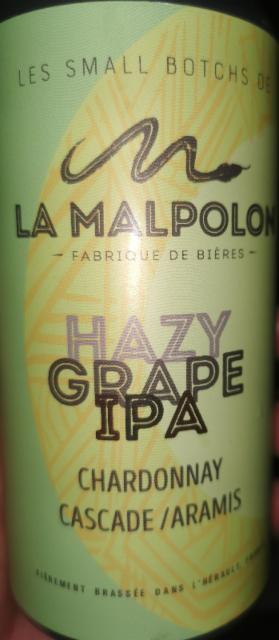 LES SMALL BOTCHS DE
LA MALPOLON
- FABRIQUE DE BIÈRES -
HAZY
GRAPE
IPA
CHARDONNAY
CASCADE / ARAMIS
FIÈREMENT BRASSÉE DANS L'HÉRAULT